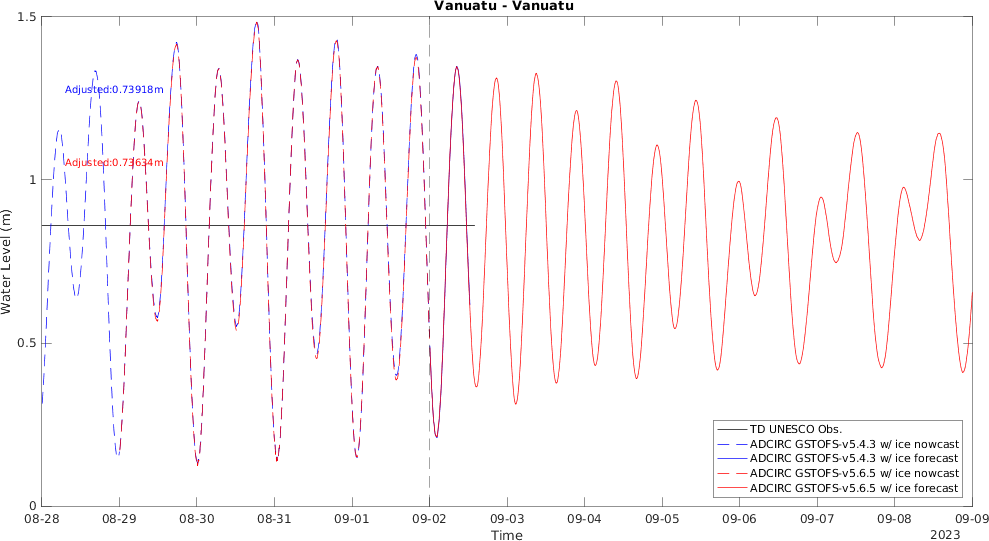 Vanuatu - Vanuatu
1.5
Adjusted:0.73918m
Adjusted:0.73634m
1
0.5
0
Water Level (m)
TD UNESCO Obs.
ADCIRC GSTOFS-v5.4.3 w/ ice nowcast
ADCIRC GSTOFS-v5.4.3 w/ ice forecast
ADCIRC GSTOFS-v5.6.5 w/ ice nowcast
ADCIRC GSTOFS-v5.6.5 w/ ice forecast
08-28 08-29 08-30 08-31 09-01 09-02 09-03 09-04 09-05 09-06 09-07 09-08 09-09
Time
2023